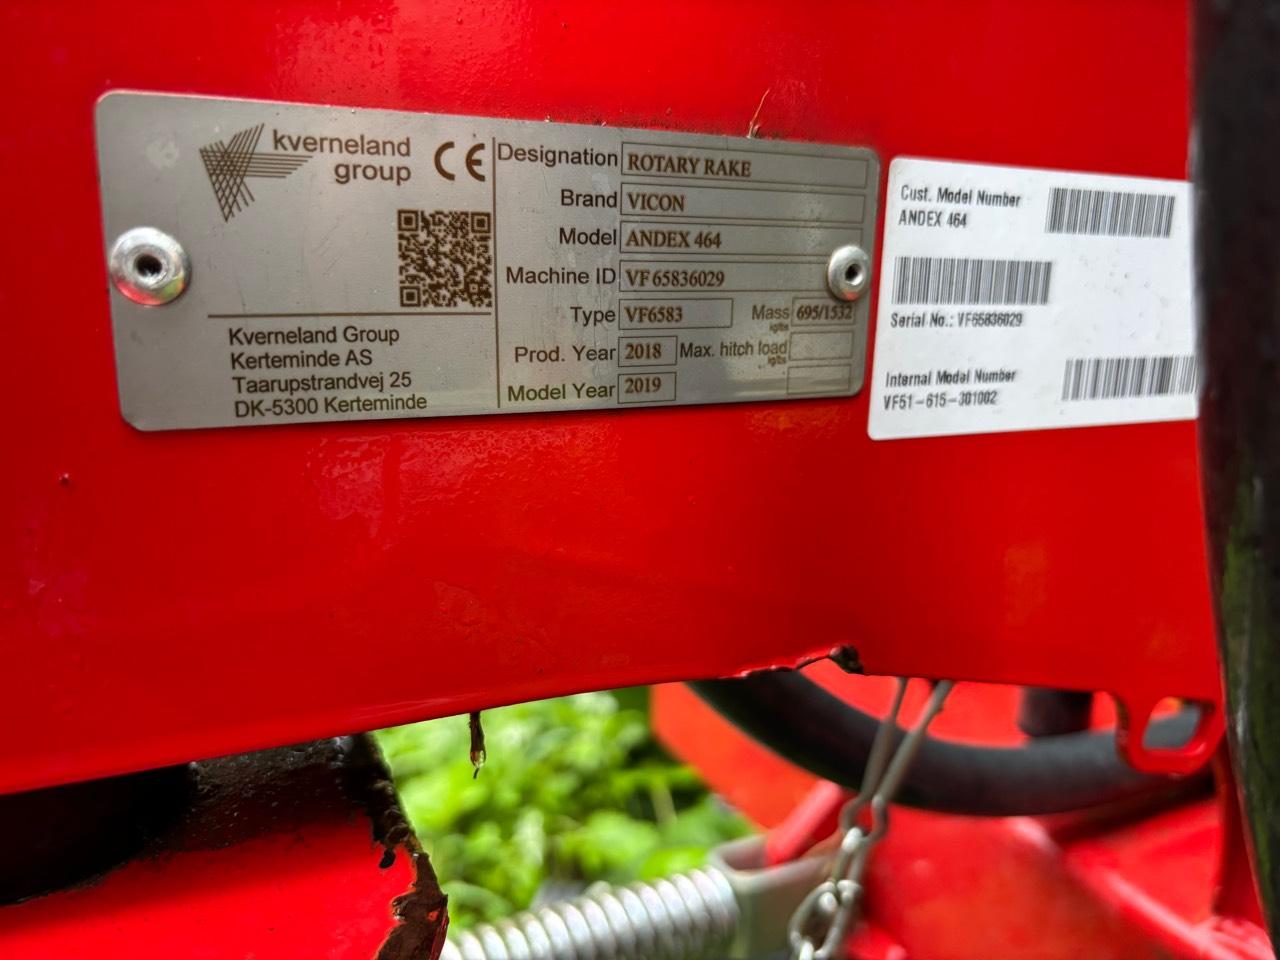 kverneland
group
CE
Kverneland Group
Kerteminde AS
Taarupstrandvej 25
DK-5300 Kerteminde
Designation ROTARY RAKE
Brand VICON
Model ANDEX 464
Machine ID VF65836029
Type VF6583 Mass kg/lbs 695/1532
Prod. Year 2018 Max. hitch load kg/lbs
Model Year 2019
Cust. Model Number
ANDEX 464
Serial No.: VF65836029
Internal Model Number
VF51-615-301002